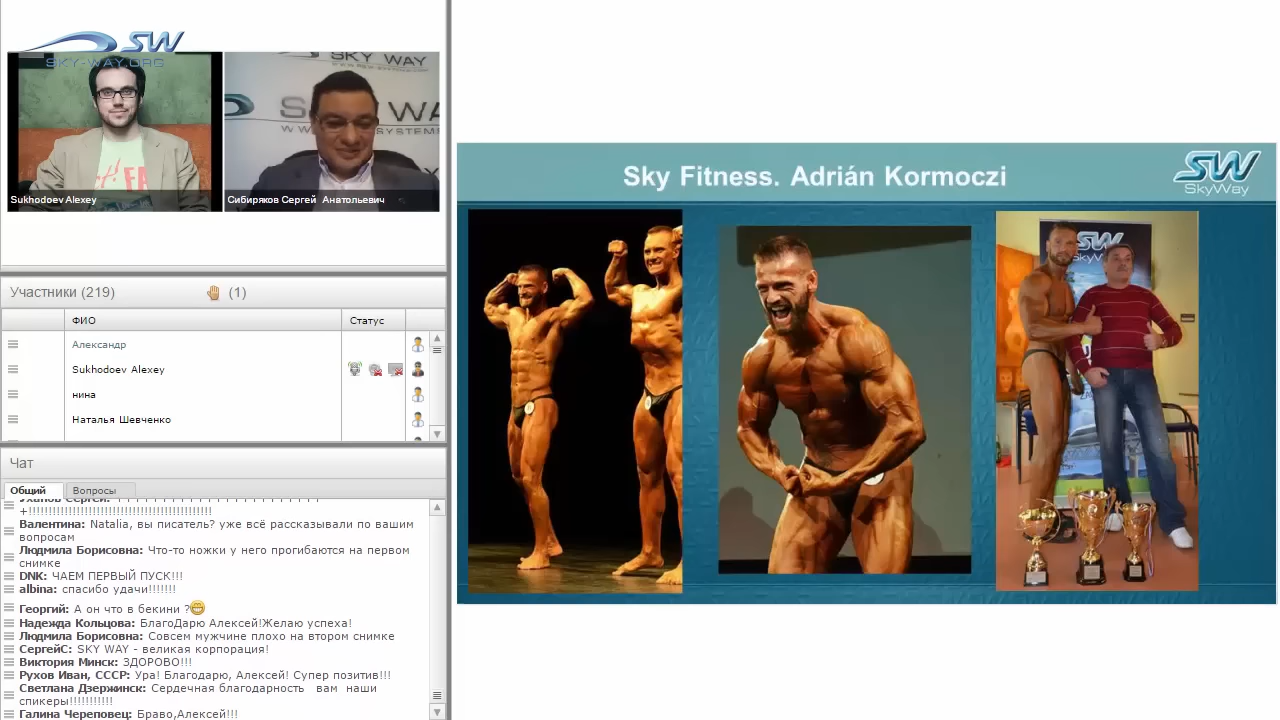 SW
SKY-WAY.ORG
SKY WAY
Sukhodoev Alexey
Сибиряков Сергей Анатольевич
Участники (219)
(1)
ФИО
Статус
Александр
Sukhodoev Alexey
нина
Наталья Шевченко
Чат
Общий
Вопросы
Уханов Сергей:
Валентина: Natalia, вы писатель? уже всё рассказывали по вашим
вопросам
Людмила Борисовна: Что-то ножки у него прогибаются на первом
снимке
DNK: ЧАЕМ ПЕРВЫЙ ПУСК!!!
albina: спасибо удачи!!!!!!!
Георгий: А он что в бекини ?
Надежда Кольцова: БлагоДарю Алексей!Желаю успеха!
Людмила Борисовна: Совсем мужчине плохо на втором снимке
СергейС: SKY WAY - великая корпорация!
Виктория Минск: ЗДОРОВО!!!
Рухов Иван, СССР: Ура! Благодарю, Алексей! Супер позитив!!!
Светлана Дзержинск: Сердечная благодарность вам наши
спикеры!!!!!!!!!!!
Галина Череповец: Браво,Алексей!!!
Sky Fitness. Adrián Kormoczi
SW
SkyWay
SW